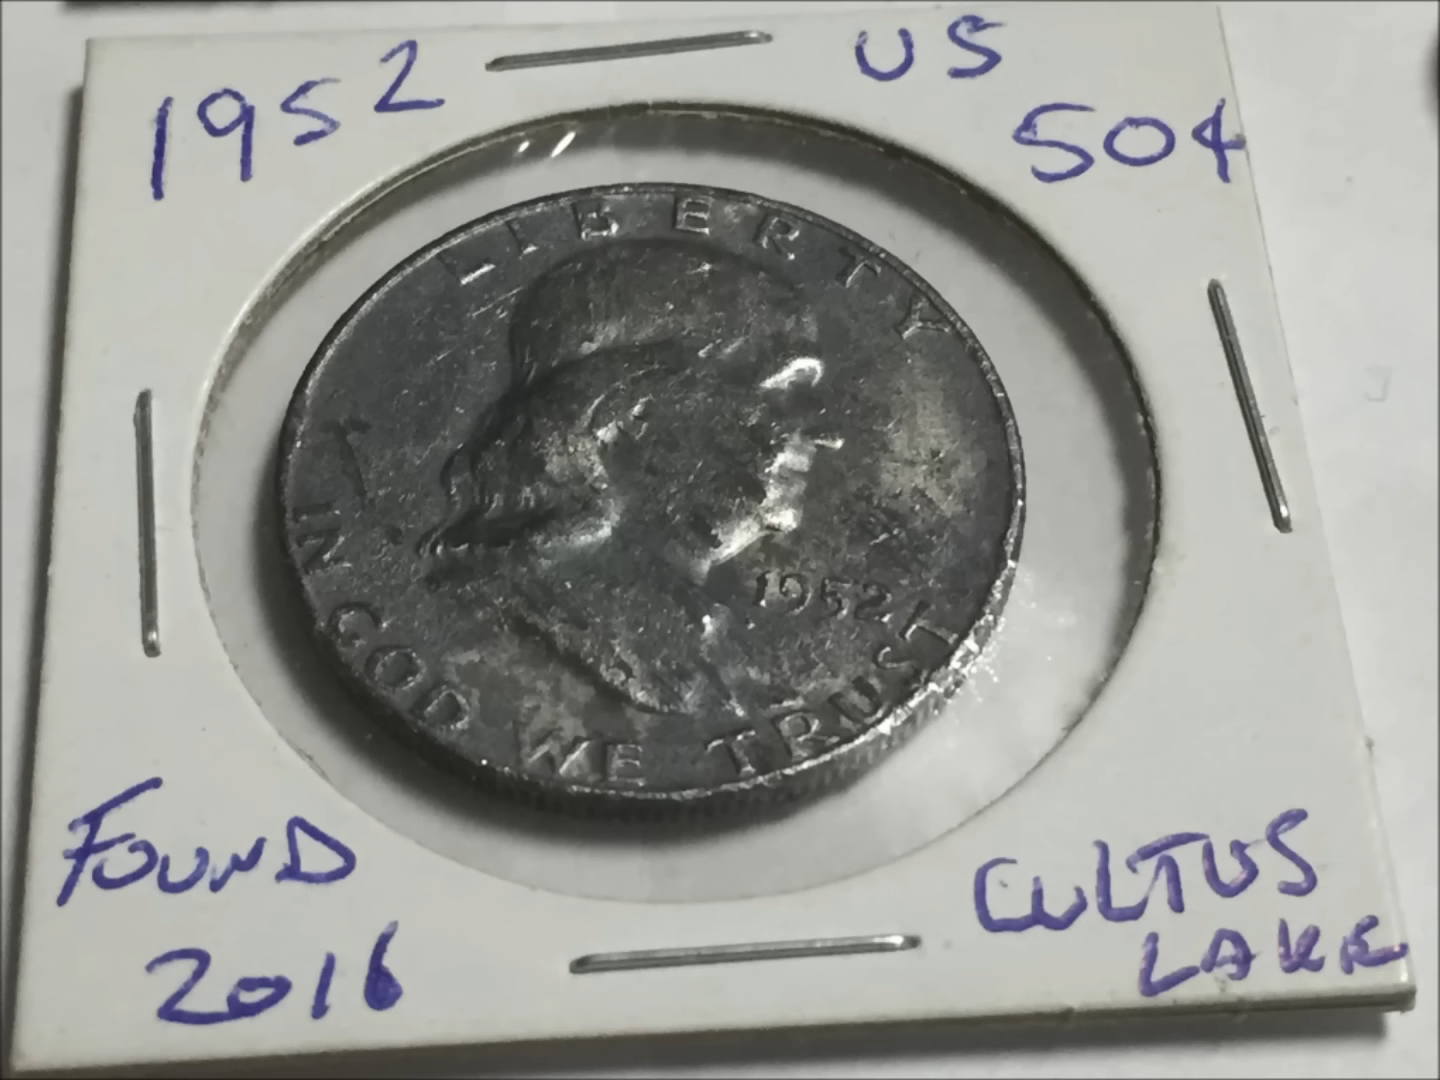 1952
US
50¢
LIBERTY
IN GOD WE TRUST
1952
FOUND
2016
CULTUS
LAKE